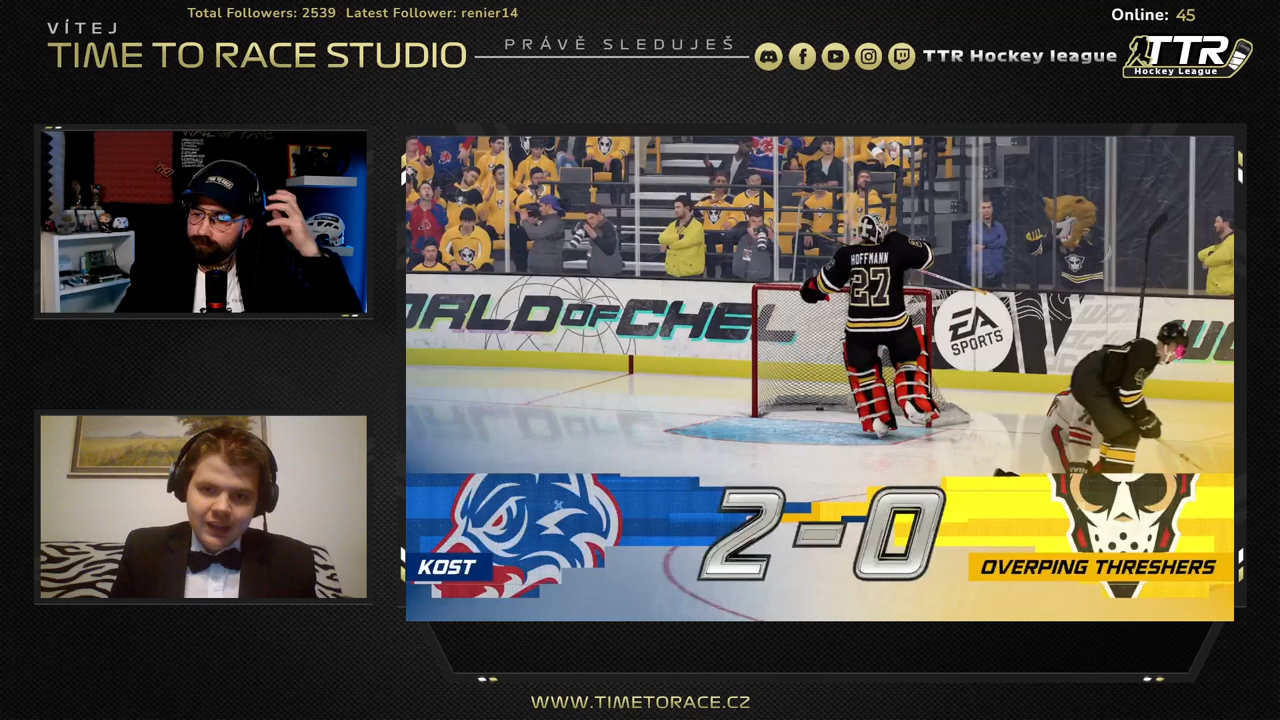 Total Followers: 2539 Latest Follower: renier14
VÍTEJ
TIME TO RACE STUDIO
PRÁVĚ SLEDUJEŠ
TTR Hockey league
Online: 45
TTR
Hockey League
HOFFMANN
27
WORLD OF CHEL
EA
SPORTS
2-0
KOST
OVERPING THRESHERS
WWW.TIMETORACE.CZ